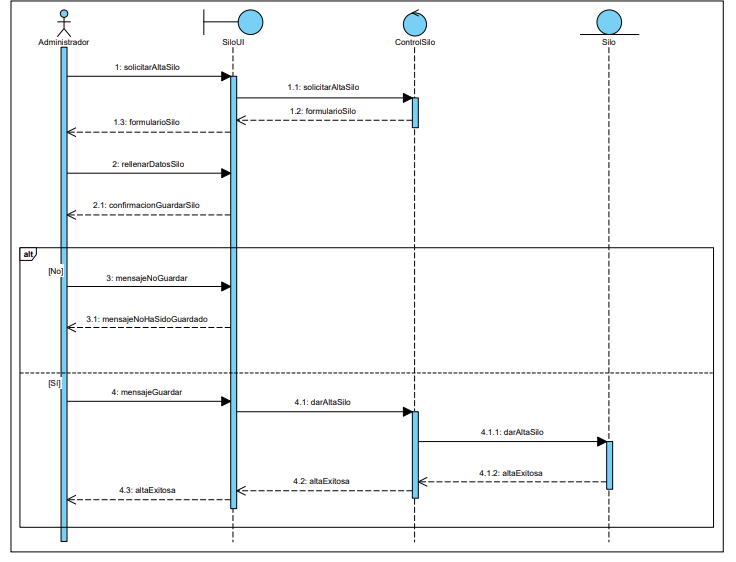 Administrador
SiloUI
ControlSilo
Silo
1: solicitarAltaSilo
1.1: solicitarAltaSilo
1.2: formularioSilo
1.3: formularioSilo
2: rellenarDatosSilo
2.1: confirmacionGuardarSilo
alt
[No]
3: mensajeNoGuardar
3.1: mensajeNoHaSidoGuardado
[Sí]
4: mensajeGuardar
4.1: darAltaSilo
4.1.1: darAltaSilo
4.1.2: altaExitosa
4.2: altaExitosa
4.3: altaExitosa